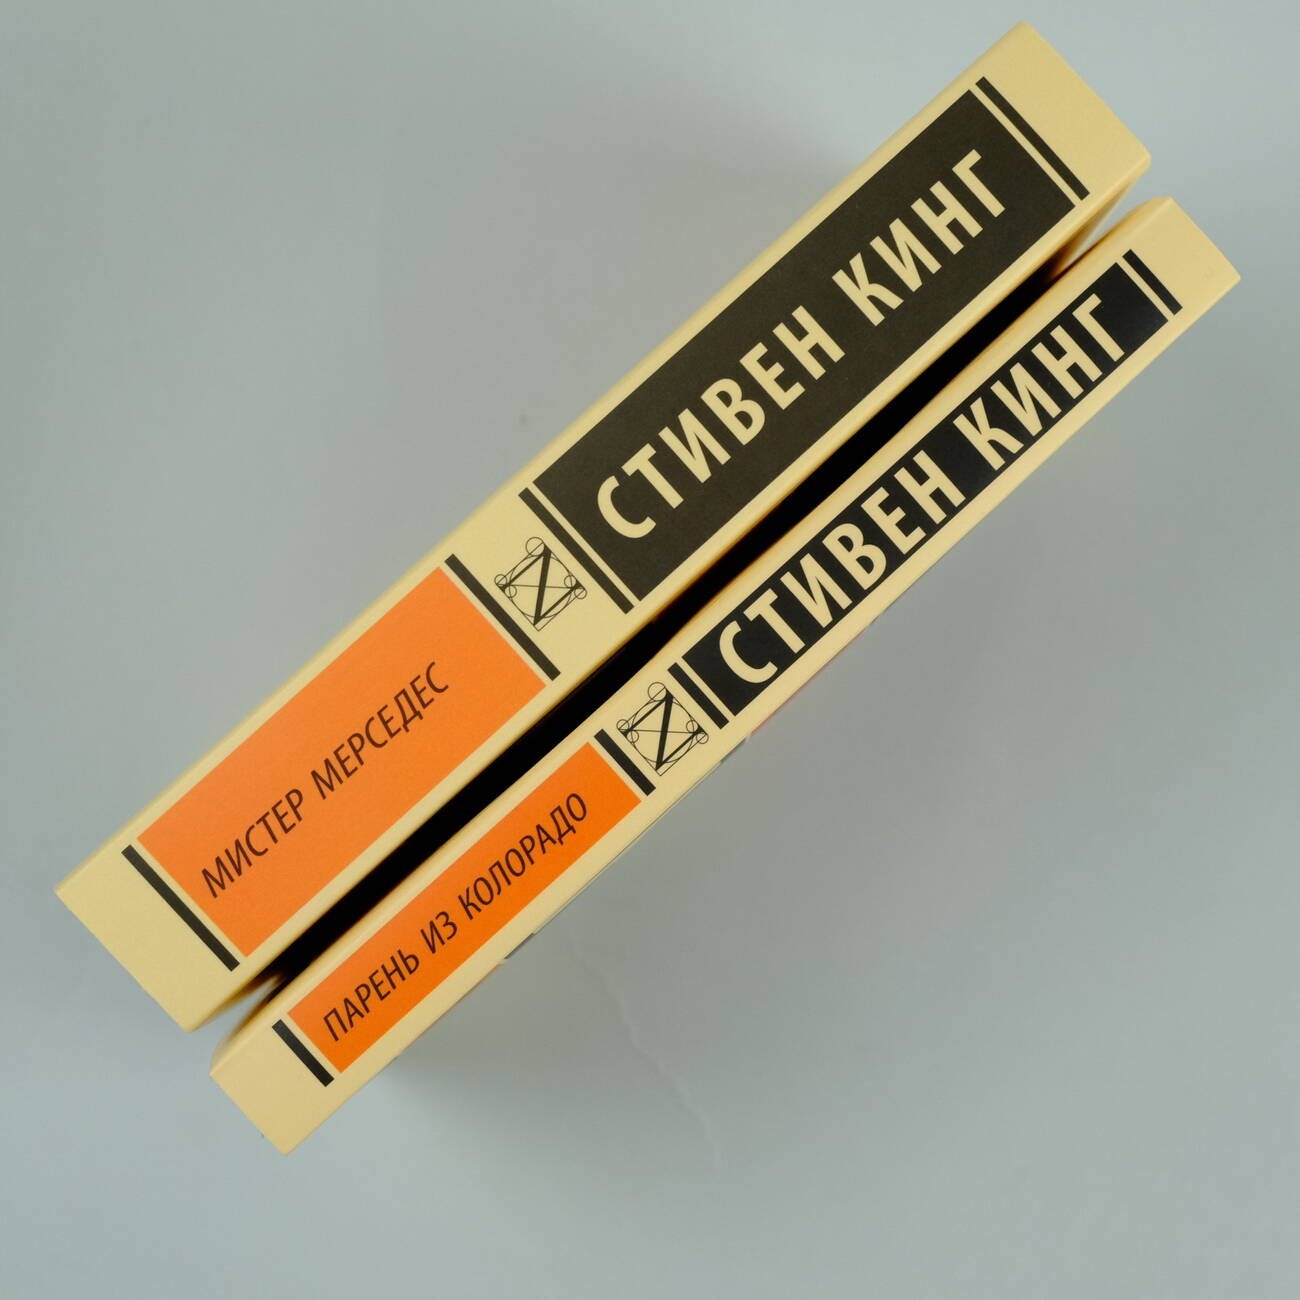 МИСТЕР МЕРСЕДЕС
СТИВЕН КИНГ
ПАРЕНЬ ИЗ КОЛОРАДО
СТИВЕН КИНГ